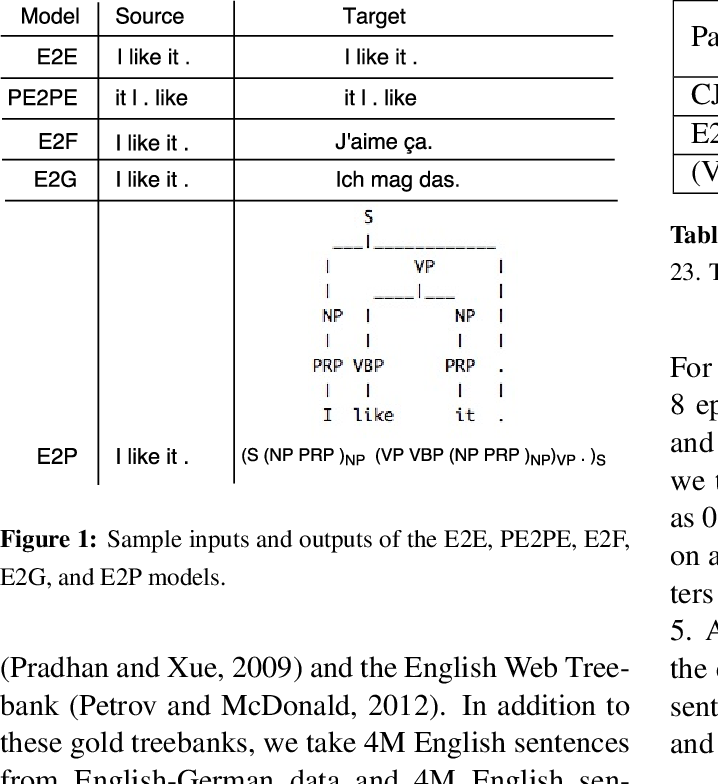 Model Source Target
E2E I like it . I like it .
PE2PE it I . like it I . like
E2F I like it . J'aime ça.
E2G I like it . Ich mag das.
S
VP
NP NP
PRP VBP PRP .
I like it .
E2P I like it . (S (NP PRP )NP (VP VBP (NP PRP )NP)VP . )S
Figure 1: Sample inputs and outputs of the E2E, PE2PE, E2F,
E2G, and E2P models.
(Pradhan and Xue, 2009) and the English Web Tree-
bank (Petrov and McDonald, 2012). In addition to
these gold treebanks, we take 4M English sentences
from English-German data and 4M English sen-
Pa
CJ
E2
(V
Tabl
23. T
For
8 ep
and
we t
as 0
on a
ters
5. A
the
sent
and